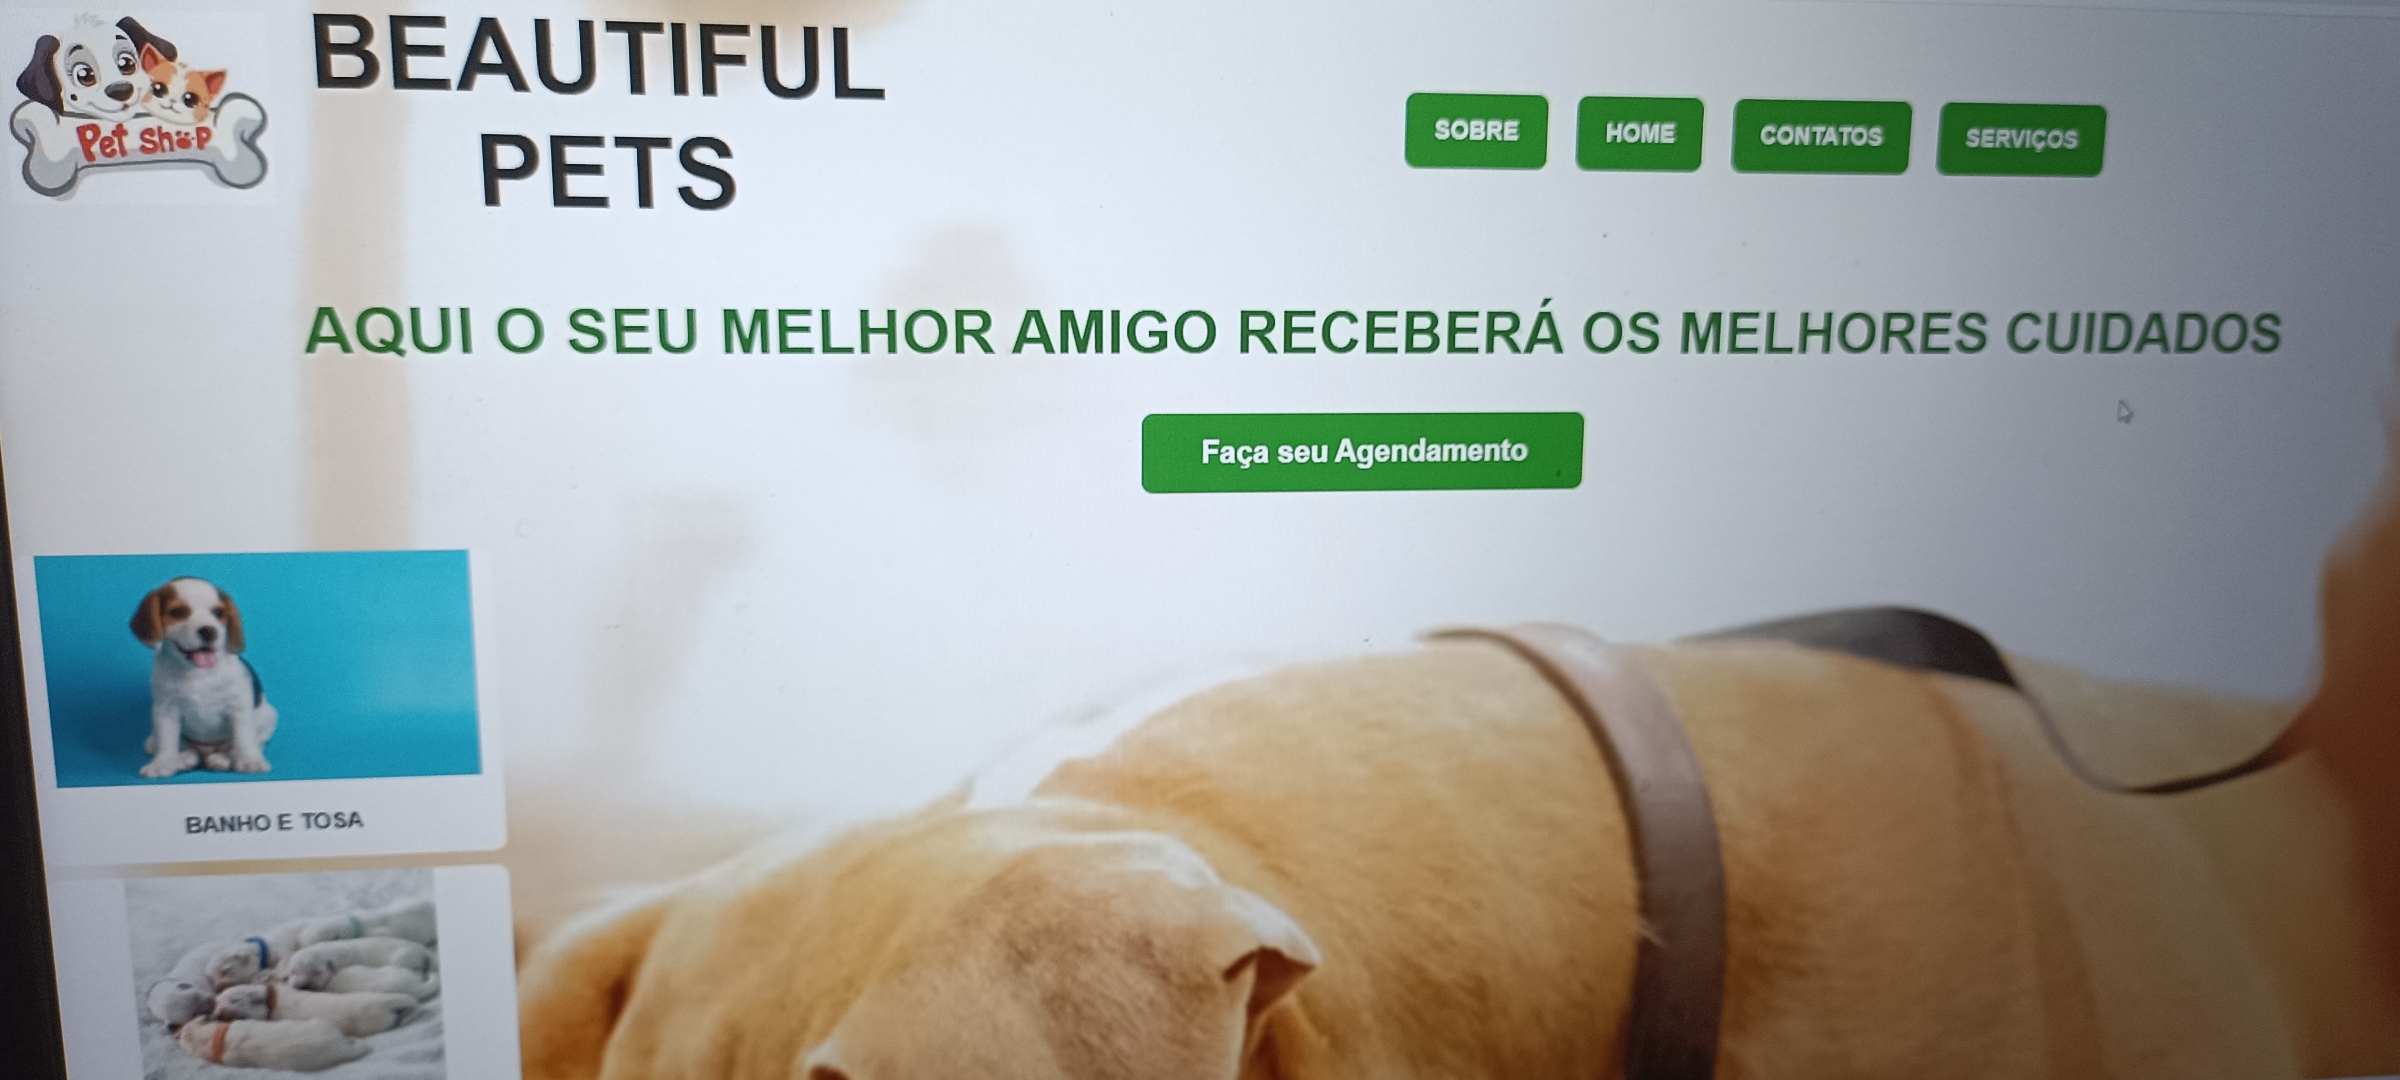 Pet Shop
BEAUTIFUL
PETS
SOBRE
HOME
CONTATOS
SERVIÇOS
AQUI O SEU MELHOR AMIGO RECEBERÁ OS MELHORES CUIDADOS
Faça seu Agendamento
BANHO E TOSA